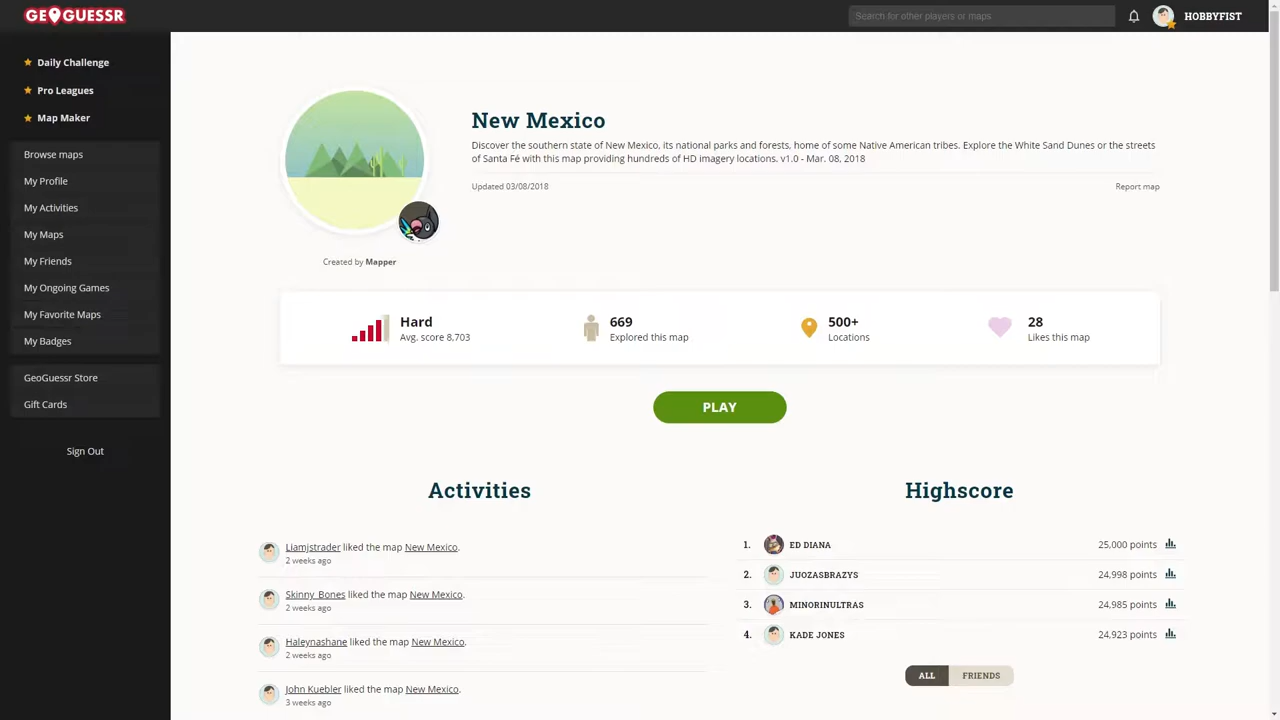 GEOGUESSR
Search for other players or maps
HOBBYFIST
Daily Challenge
Pro Leagues
Map Maker
Browse maps
My Profile
My Activities
My Maps
My Friends
My Ongoing Games
My Favorite Maps
My Badges
GeoGuessr Store
Gift Cards
Sign Out
New Mexico
Discover the southern state of New Mexico, its national parks and forests, home of some Native American tribes. Explore the White Sand Dunes or the streets
of Santa Fé with this map providing hundreds of HD imagery locations. v1.0 - Mar. 08, 2018
Updated 03/08/2018
Report map
Created by Mapper
Hard
Avg. score 8,703
669
Explored this map
500+
Locations
28
Likes this map
PLAY
Activities
Liamjstrader liked the map New Mexico.
2 weeks ago
Skinny_Bones liked the map New Mexico.
2 weeks ago
Haleynashane liked the map New Mexico.
2 weeks ago
John Kuebler liked the map New Mexico.
3 weeks ago
Highscore
1. ED DIANA 25,000 points
2. JUOZASBRAZYS 24,998 points
3. MINORINULTRAS 24,985 points
4. KADE JONES 24,923 points
ALL FRIENDS